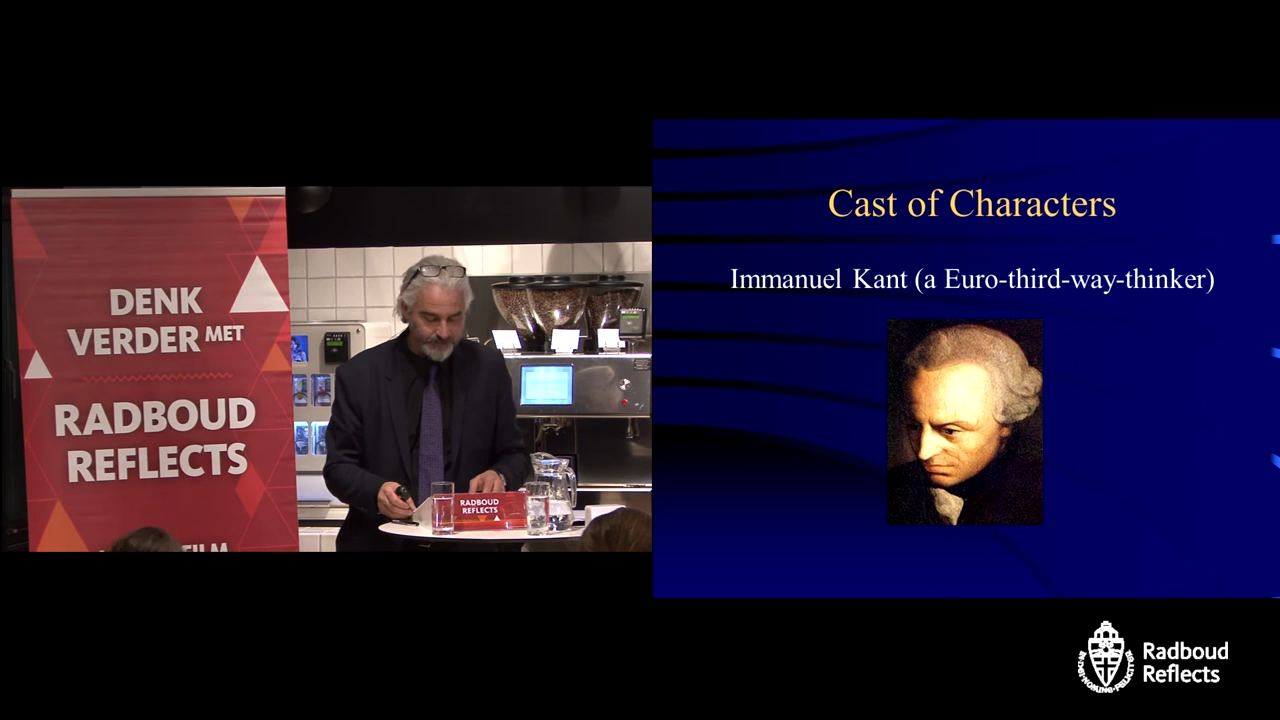 DENK
VERDER MET
RADBOUD
REFLECTS
RADBOUD
REFLECTS
Cast of Characters
Immanuel Kant (a Euro-third-way-thinker)
Radboud
Reflects